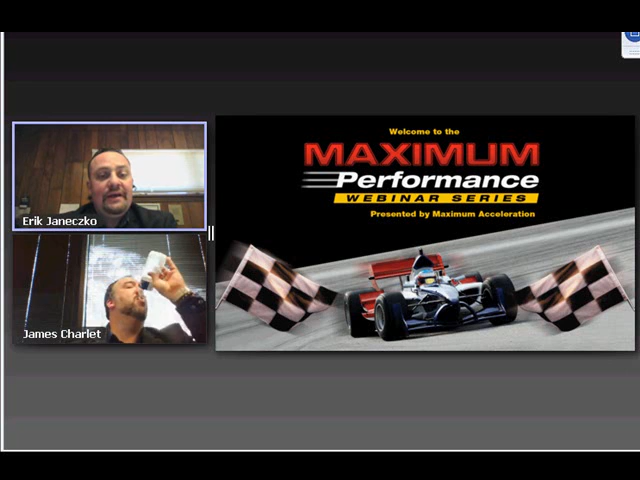 Erik Janeczko
James Charlet
Welcome to the
MAXIMUM
Performance
WEBINAR SERIES
Presented by Maximum Acceleration